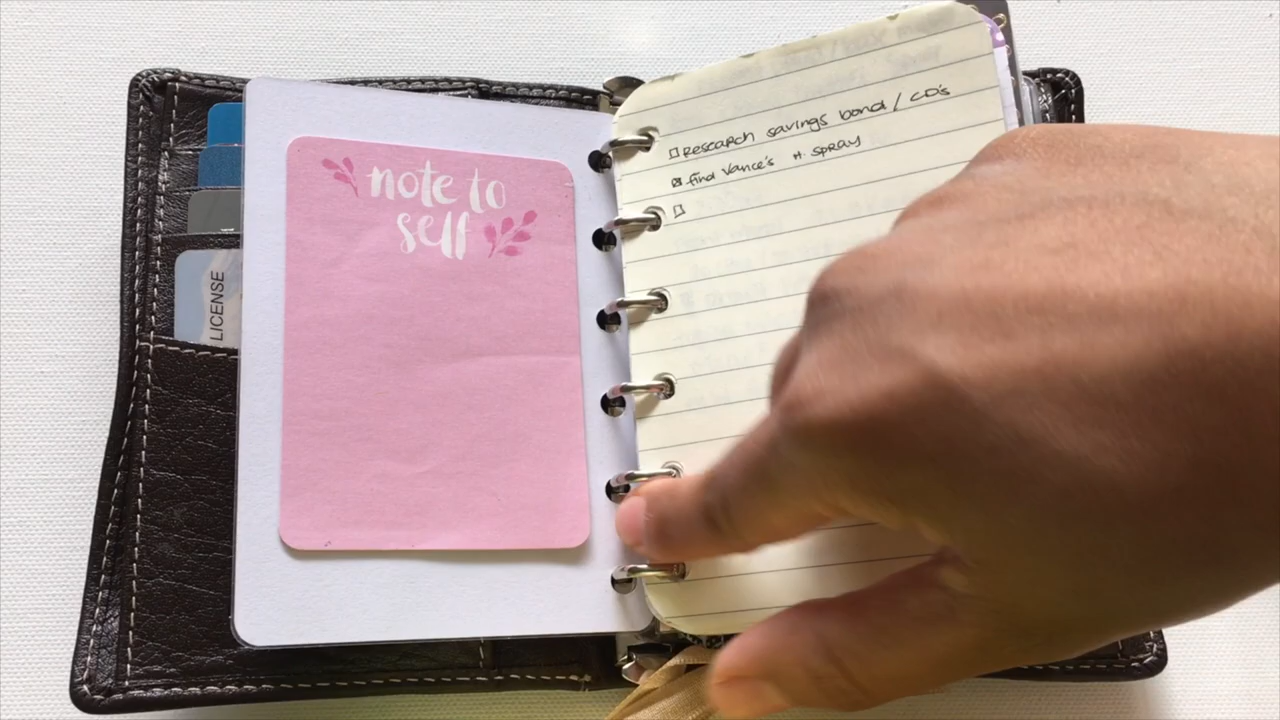 LICENSE
note to
self
☐ Research savings bond / CD's
☒ find Vance's H. SPRAY
☐